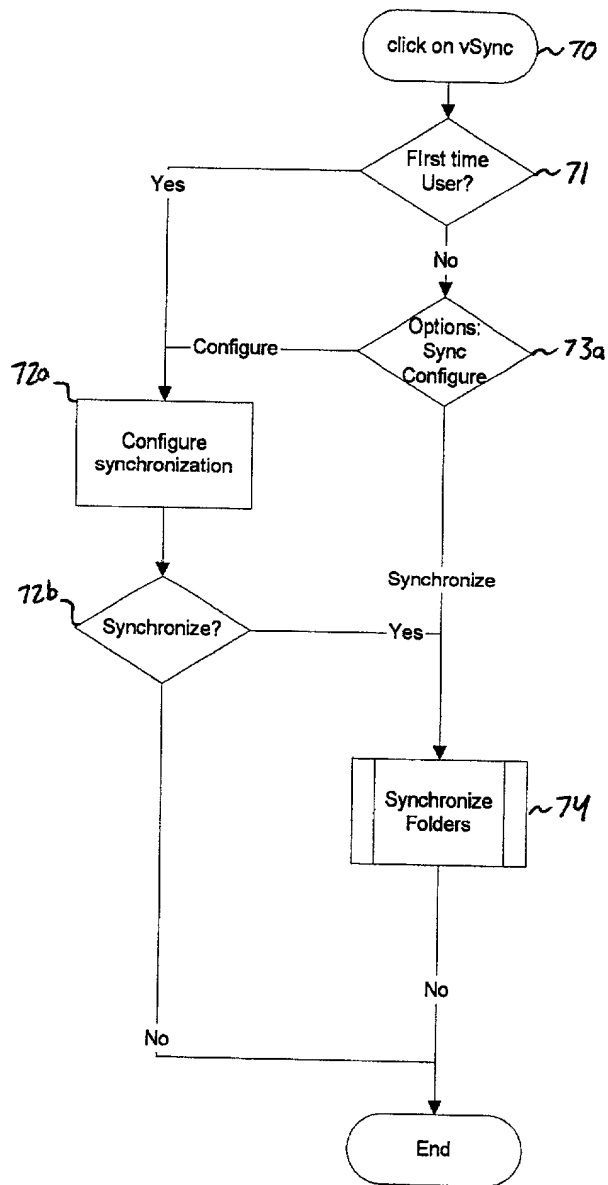 click on vSync
70
FIrst time
User?
71
Yes
No
Options:
Sync
Configure
73a
Configure
72a
Configure
synchronization
Synchronize
72b
Synchronize?
Yes
Synchronize
Folders
74
No
No
End